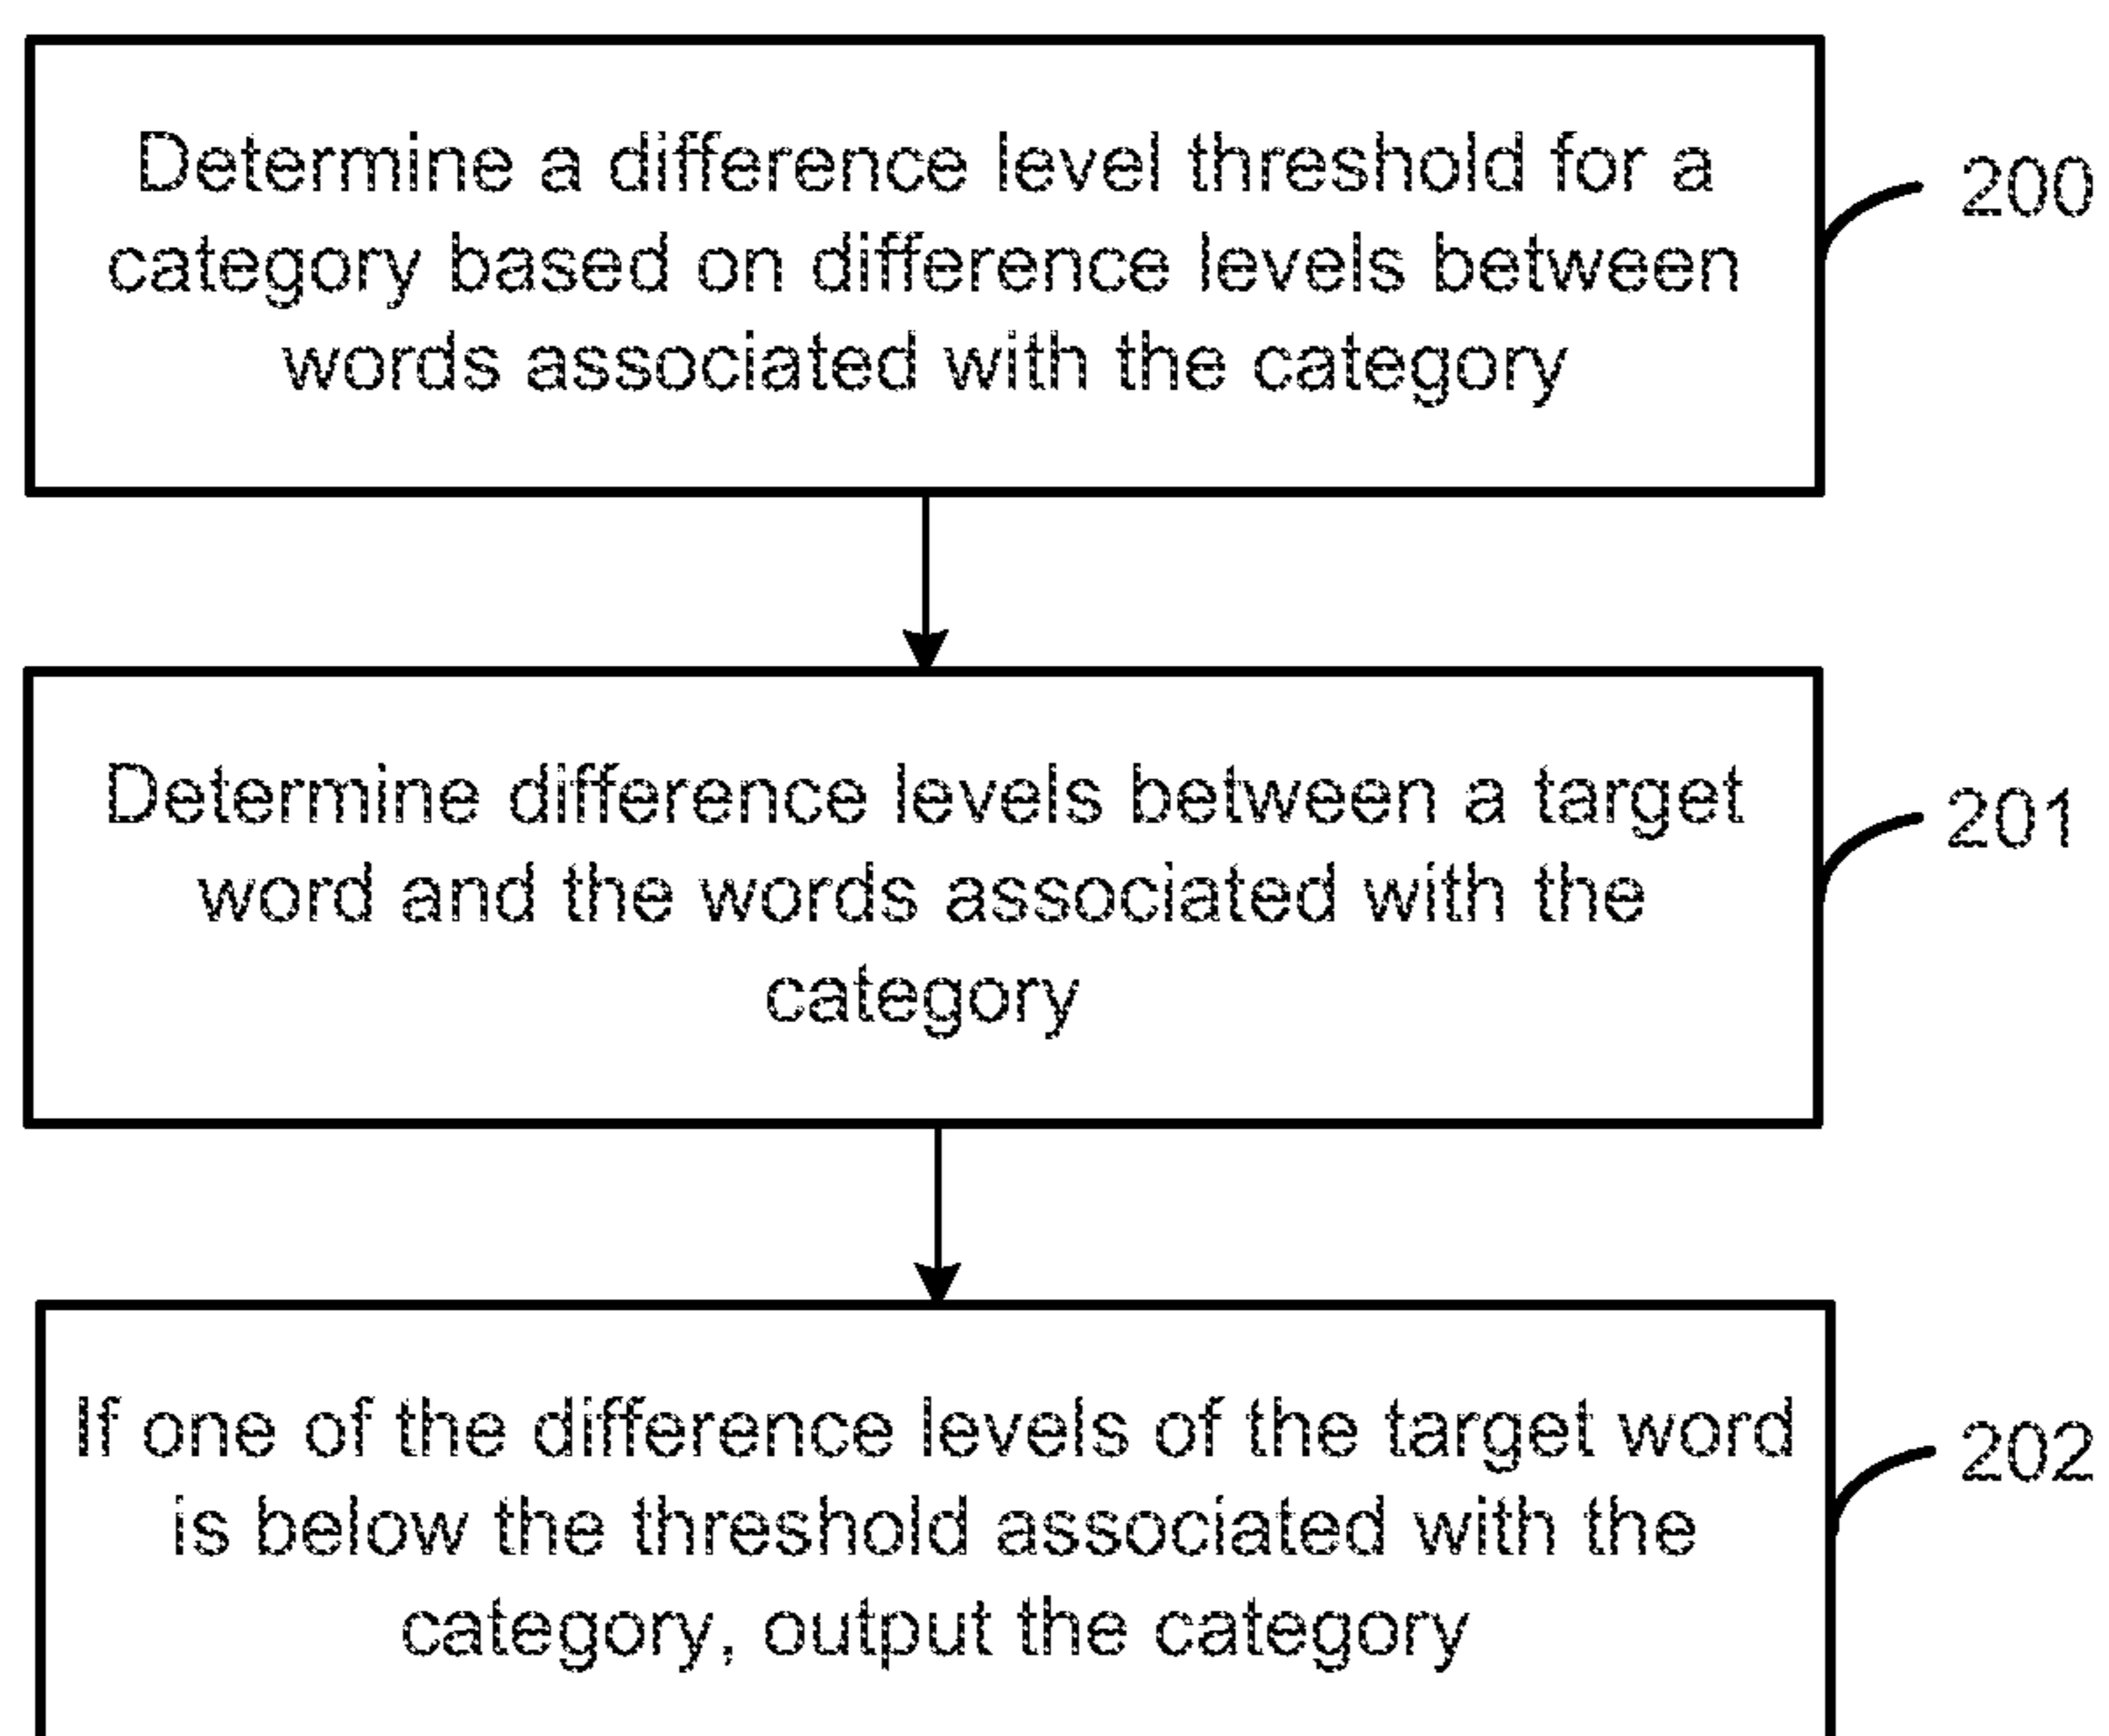 Determine a difference level threshold for a
category based on difference levels between
words associated with the category
200
Determine difference levels between a target
word and the words associated with the
category
201
If one of the difference levels of the target word
is below the threshold associated with the
category, output the category
202